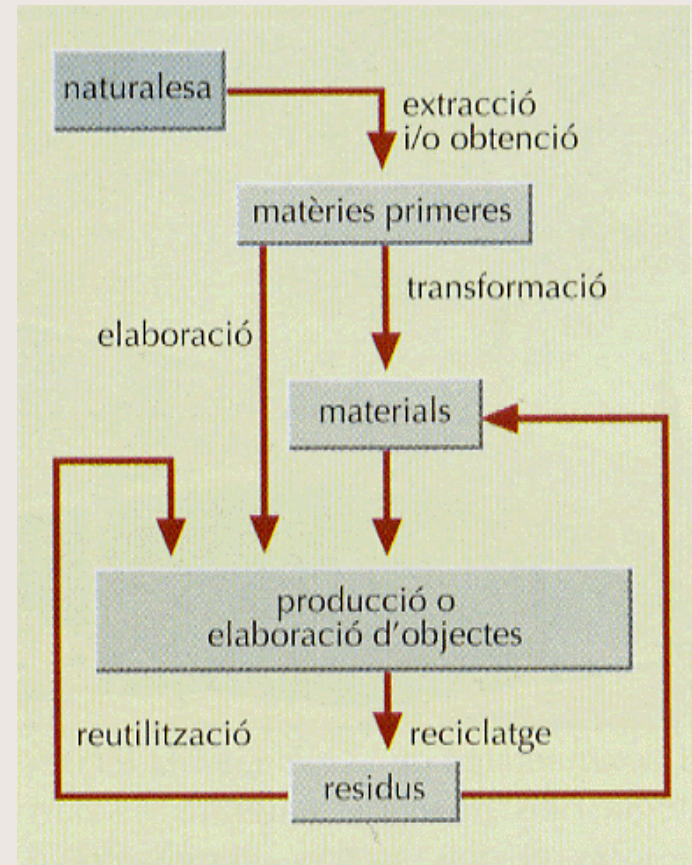 naturalesa
extracció
i/o obtenció
matèries primeres
transformació
elaboració
materials
producció o
elaboració d'objectes
reutilització
reciclatge
residus